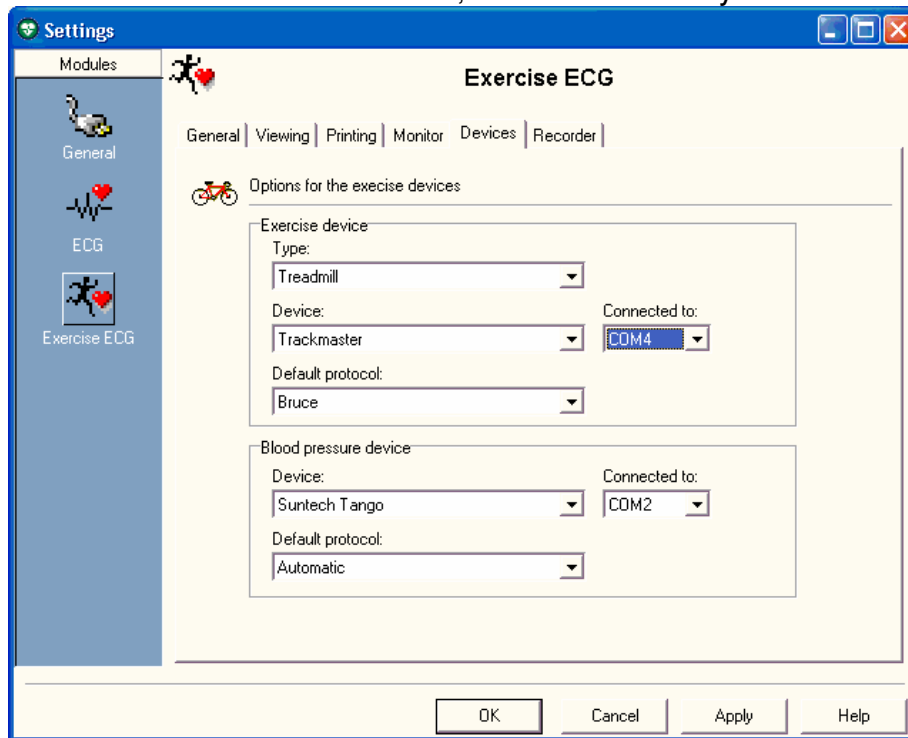 Settings
Modules
General
ECG
Exercise ECG
Exercise ECG
General Viewing Printing Monitor Devices Recorder
Options for the execise devices
Exercise device
Type:
Treadmill
Device: Connected to:
Trackmaster COM4
Default protocol:
Bruce
Blood pressure device
Device: Connected to:
Suntech Tango COM2
Default protocol:
Automatic
OK Cancel Apply Help